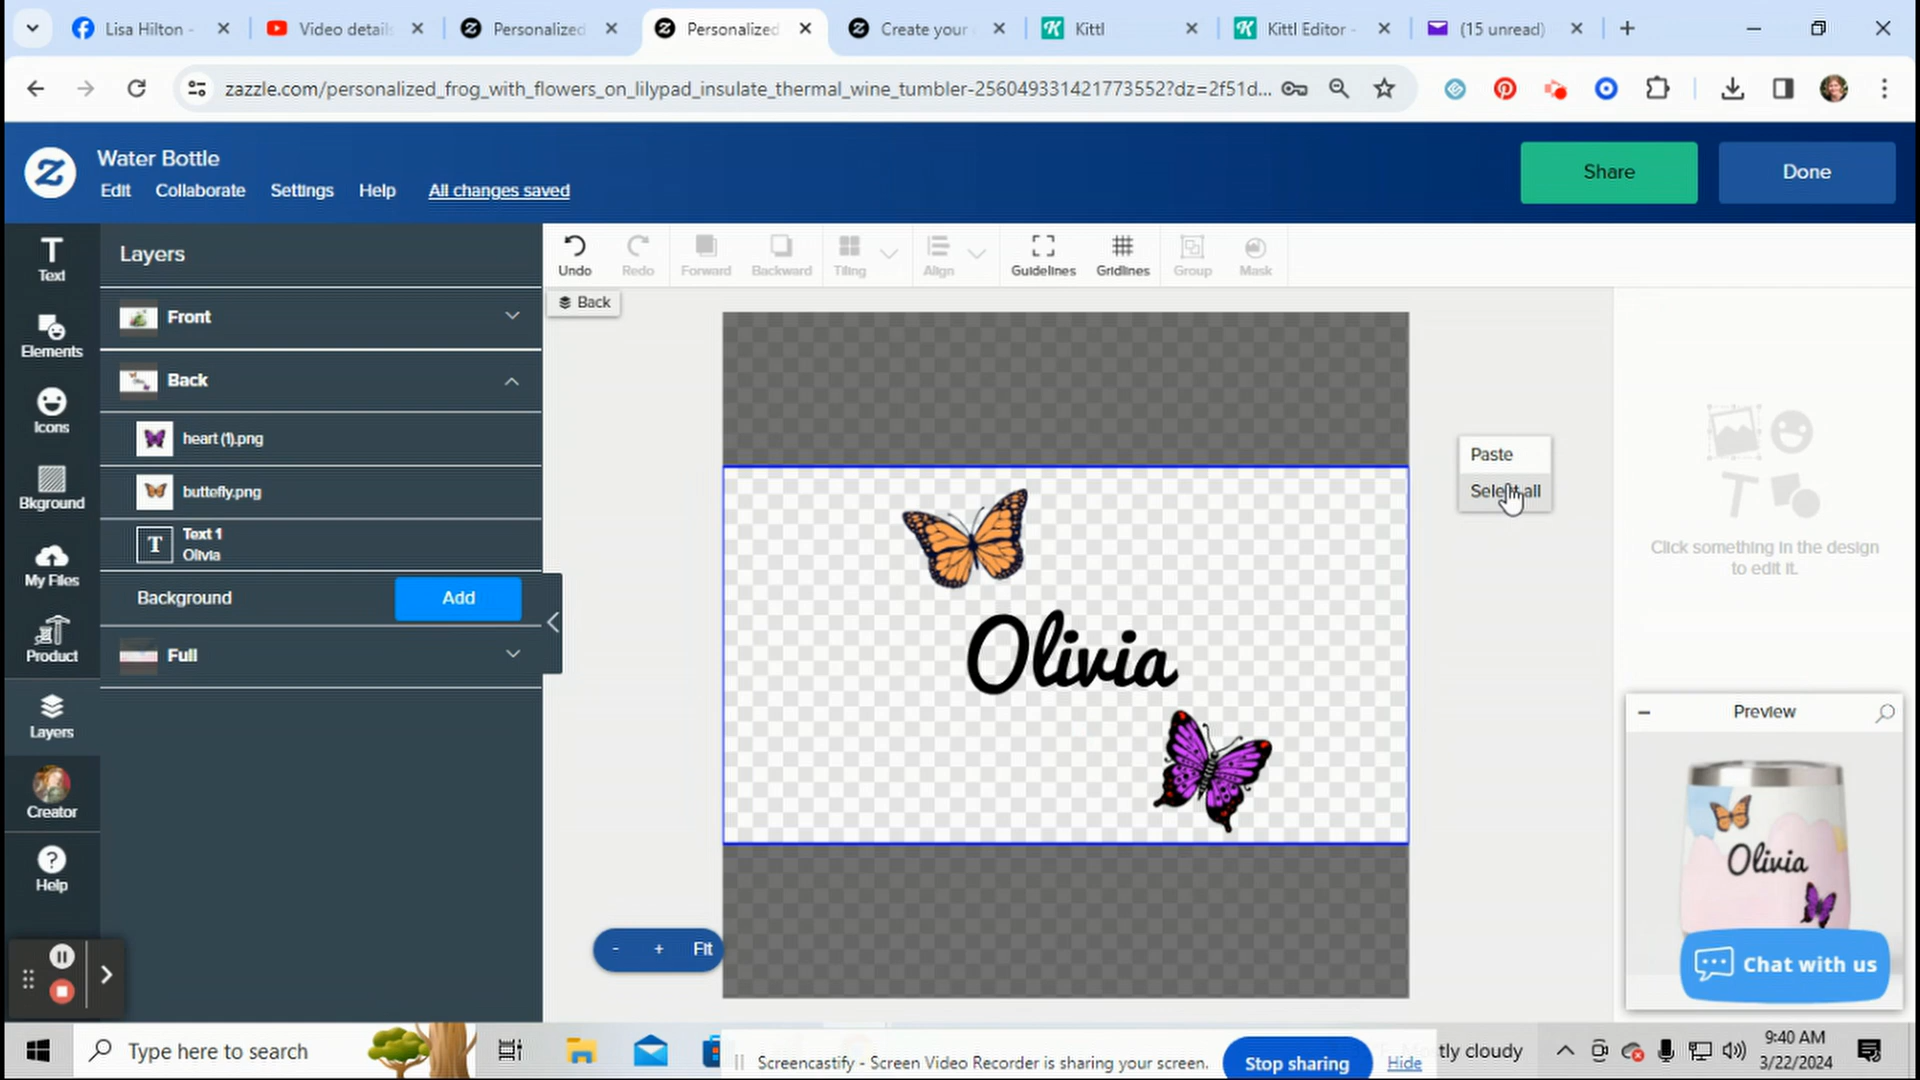 Lisa Hilton -
Video details
Personalized
Personalized
Create your
Kittl
Kittl Editor -
(15 unread)
zazzle.com/personalized_frog_with_flowers_on_lilypad_insulate_thermal_wine_tumbler-256049331421773552?dz=2f51d...
Water Bottle
Edit
Collaborate
Settings
Help
All changes saved
Share
Done
Text
Elements
Icons
Bkground
My Files
Product
Layers
Creator
Help
Layers
Front
Back
heart (1).png
buttefly.png
T
Text 1
Olivia
Background
Add
Full
Undo
Redo
Forward
Backward
Tiling
Align
Guidelines
Gridlines
Group
Mask
Back
Olivia
- + Fit
Paste
Select all
Click something in the design
to edit it.
Preview
Olivia
Chat with us
Type here to search
Screencastify - Screen Video Recorder is sharing your screen.
Stop sharing
Hide
cloudy
9:40 AM
3/22/2024